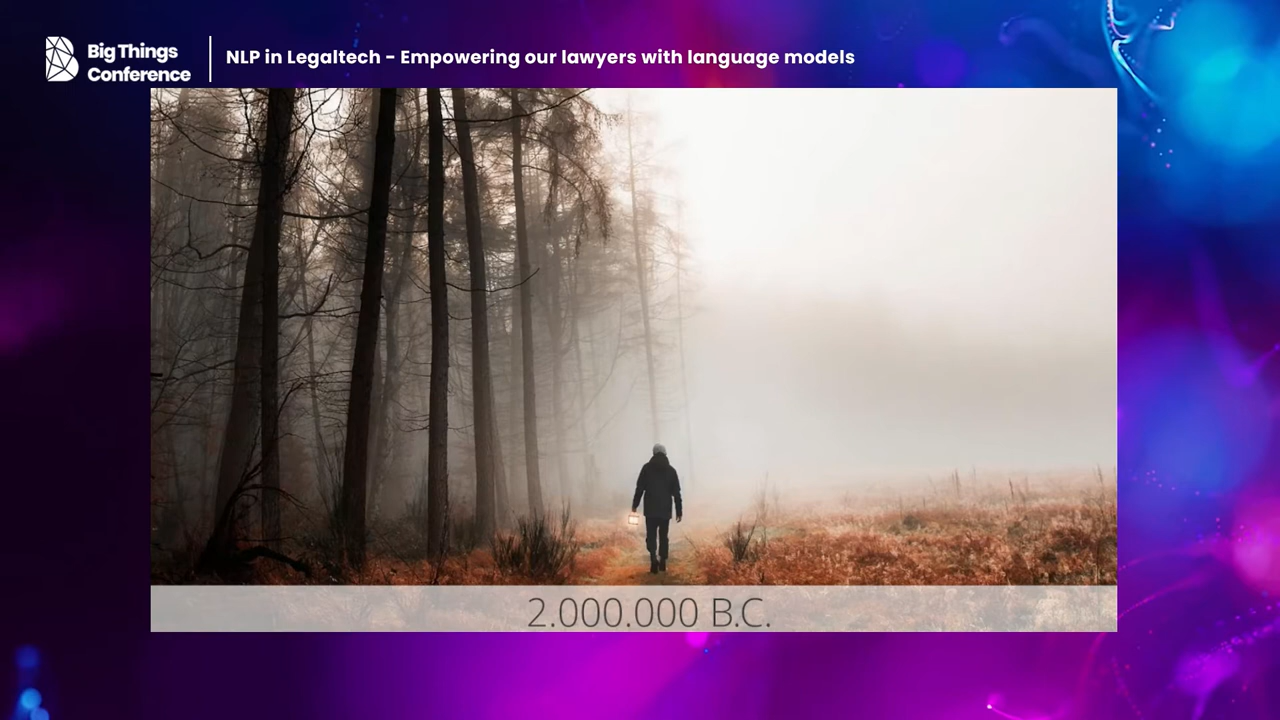 Big Things
Conference
NLP in Legaltech - Empowering our lawyers with language models
2.000.000 B.C.